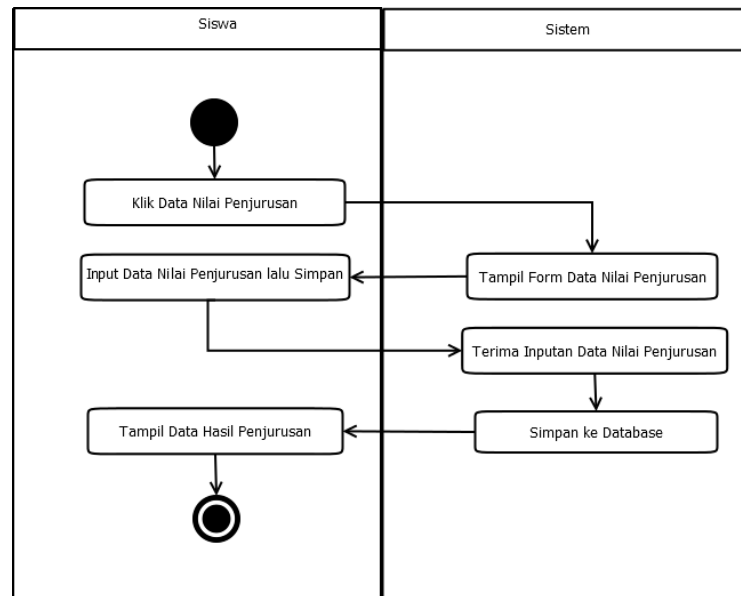 Siswa
Sistem
Klik Data Nilai Penjurusan
Input Data Nilai Penjurusan lalu Simpan
Tampil Form Data Nilai Penjurusan
Terima Inputan Data Nilai Penjurusan
Tampil Data Hasil Penjurusan
Simpan ke Database